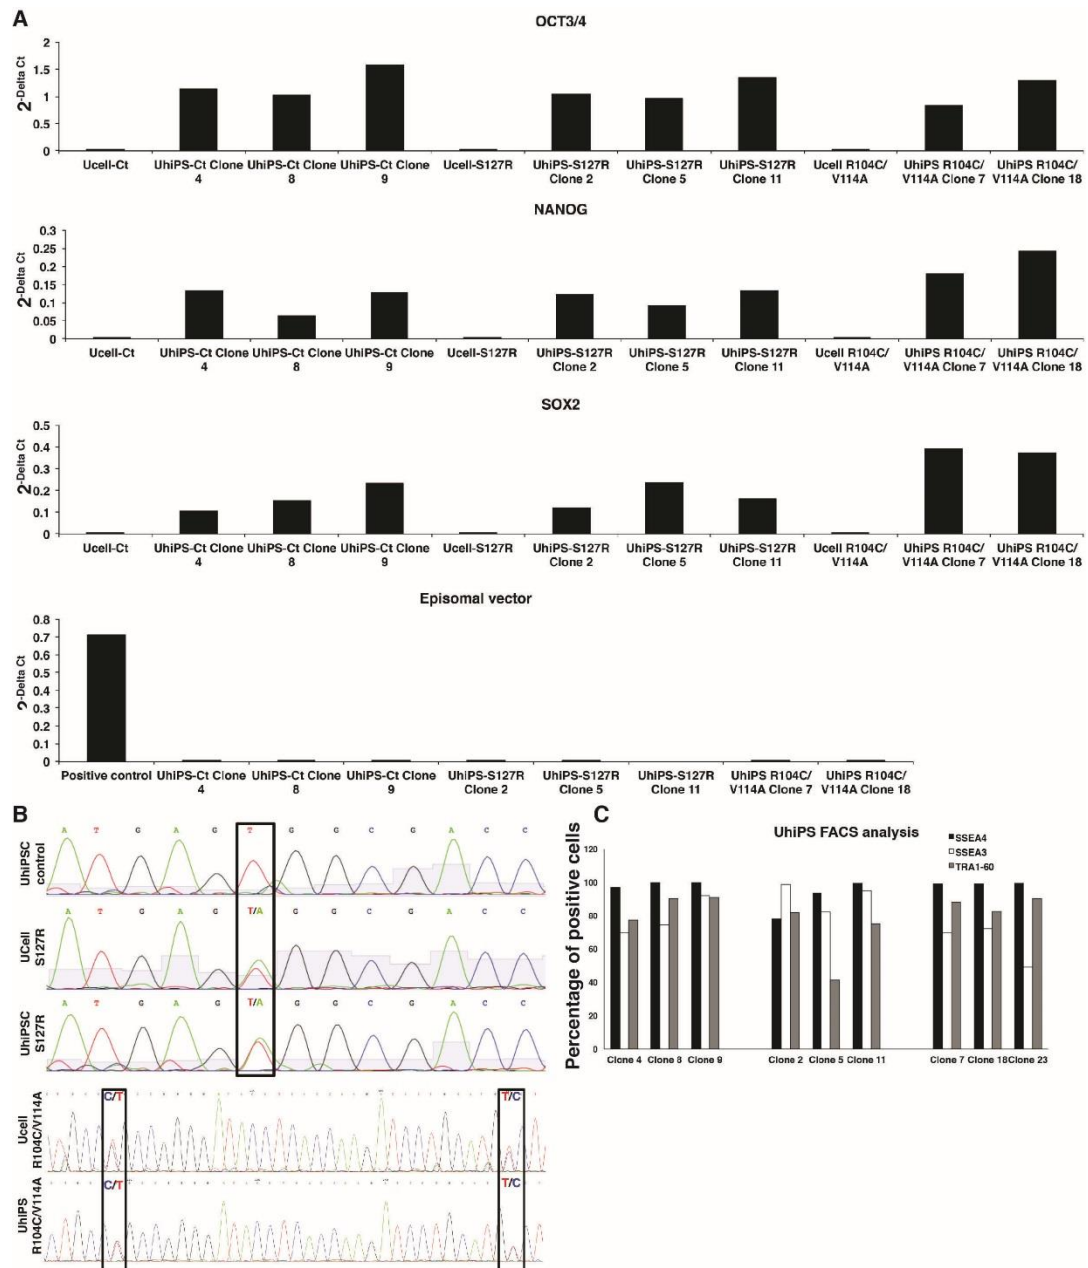 A
OCT3/4
2-Delta Ct
2
1.5
1
0.5
0
Ucell-Ct UhiPS-Ct Clone UhiPS-Ct Clone UhiPS-Ct Clone Ucell-S127R UhiPS-S127R UhiPS-S127R UhiPS-S127R Ucell R104C/ UhiPS R104C/ UhiPS R104C/
4 8 9 Clone 2 Clone 5 Clone 11 V114A V114A Clone 7 V114A Clone 18
NANOG
2-Delta Ct
0.3
0.25
0.2
0.15
0.1
0.05
0
Ucell-Ct UhiPS-Ct Clone UhiPS-Ct Clone UhiPS-Ct Clone Ucell-S127R UhiPS-S127R UhiPS-S127R UhiPS-S127R Ucell R104C/ UhiPS R104C/ UhiPS R104C/
4 8 9 Clone 2 Clone 5 Clone 11 V114A V114A Clone 7 V114A Clone 18
SOX2
2-Delta Ct
0.5
0.4
0.3
0.2
0.1
0
Ucell-Ct UhiPS-Ct Clone UhiPS-Ct Clone UhiPS-Ct Clone Ucell-S127R UhiPS-S127R UhiPS-S127R UhiPS-S127R Ucell R104C/ UhiPS R104C/ UhiPS R104C/
4 8 9 Clone 2 Clone 5 Clone 11 V114A V114A Clone 7 V114A Clone 18
Episomal vector
2-Delta Ct
0.8
0.7
0.6
0.5
0.4
0.3
0.2
0.1
0
Positive control UhiPS-Ct Clone UhiPS-Ct Clone UhiPS-Ct Clone UhiPS-S127R UhiPS-S127R UhiPS-S127R UhiPS R104C/ UhiPS R104C/
4 8 9 Clone 2 Clone 5 Clone 11 V114A Clone 7 V114A Clone 18
B
UhiPSC
control
A T G A G T G G C G A C C
UCell
S127R
A T G A G T/A G G C G A C C
UhiPSC
S127R
A T G A G T/A G G C G A C C
Ucell
R104C/V114A
C/T T/C
UhiPS
R104C/V114A
C/T T/C
C
UhiPS FACS analysis
SSEA4
SSEA3
TRA1-60
Percentage of positive cells
120
100
80
60
40
20
0
Clone 4 Clone 8 Clone 9 Clone 2 Clone 5 Clone 11 Clone 7 Clone 18 Clone 23